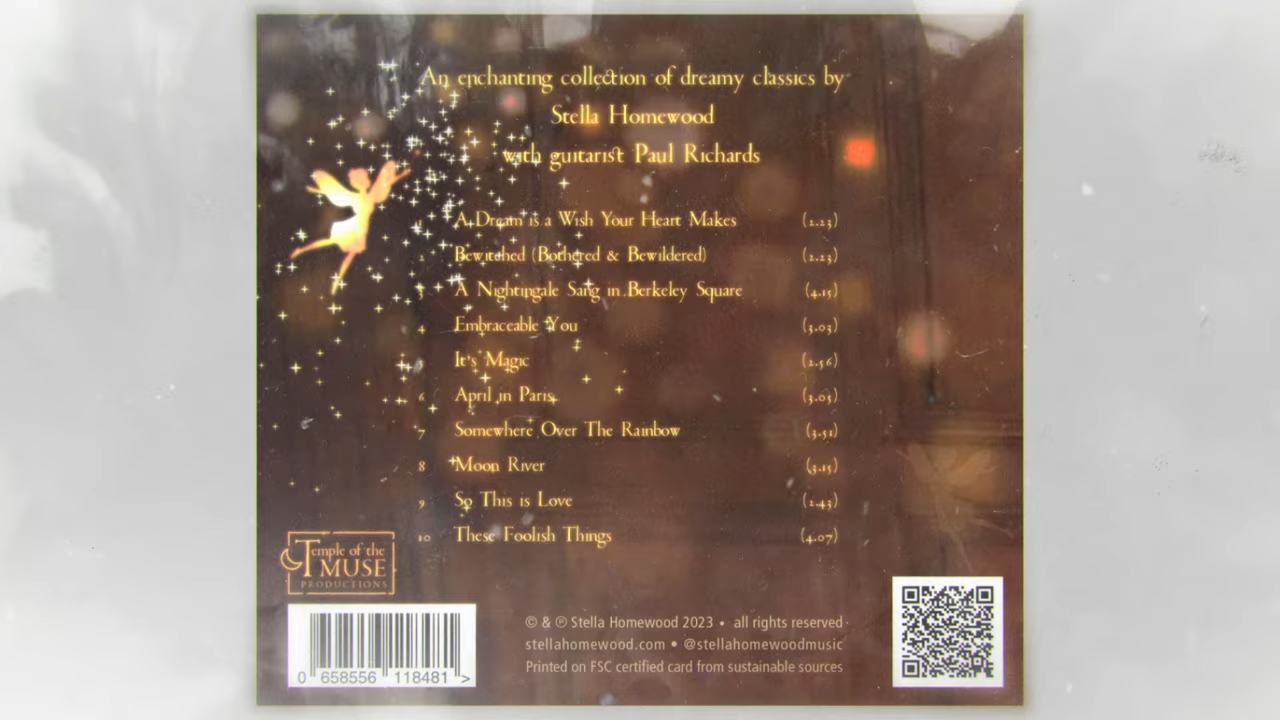 An enchanting collection of dreamy classics by
Stella Homewood
with guitarist Paul Richards
A Dream is a Wish Your Heart Makes (2.23)
2 Bewitched (Bothered & Bewildered) (2.23)
3 A Nightingale Sang in Berkeley Square (4.15)
4 Embraceable You (3.03)
5 It's Magic (2.56)
6 April in Paris (3.05)
7 Somewhere Over The Rainbow (3.51)
8 Moon River (3.15)
9 So This is Love (2.43)
10 These Foolish Things (4.07)
Temple of the
MUSE
PRODUCTIONS
0 658556 118481 >
© & ℗ Stella Homewood 2023 • all rights reserved
stellahomewood.com • @stellahomewoodmusic
Printed on FSC certified card from sustainable sources